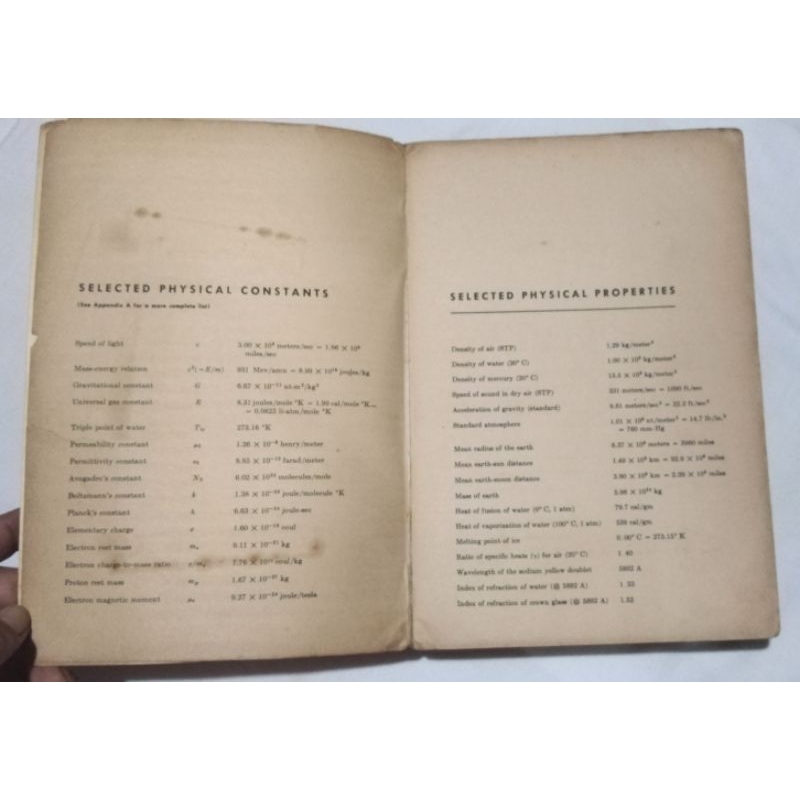 SELECTED PHYSICAL CONSTANTS
(See Appendix A for a more complete list)
Speed of light c 3.00 × 10⁸ meters/sec = 1.86 × 10⁵
miles/sec
Mass-energy relation c²(=E/m) 931 Mev/amu = 8.99 × 10¹⁶ joules/kg
Gravitational constant G 6.67 × 10⁻¹¹ nt-m²/kg²
Universal gas constant R 8.31 joules/mole °K = 1.99 cal/mole °K
= 0.0823 li-atm/mole °K
Triple point of water 273.16 °K
Permeability constant μ₀ 1.26 × 10⁻⁶ henry/meter
Permittivity constant ε₀ 8.85 × 10⁻¹² farad/meter
Avogadro's constant N₀ 6.02 × 10²³ molecules/mole
Boltzmann's constant k 1.38 × 10⁻²³ joule/molecule °K
Planck's constant h 6.63 × 10⁻³⁴ joule-sec
Elementary charge e 1.60 × 10⁻¹⁹ coul
Electron rest mass mₑ 9.11 × 10⁻³¹ kg
Electron charge-to-mass ratio e/mₑ 1.76 × 10¹¹ coul/kg
Proton rest mass mₚ 1.67 × 10⁻²⁷ kg
Electron magnetic moment μₑ 9.27 × 10⁻²⁴ joule/tesla
SELECTED PHYSICAL PROPERTIES
Density of air (STP) 1.29 kg/meter³
Density of water (20° C) 1.00 × 10³ kg/meter³
Density of mercury (20° C) 13.5 × 10³ kg/meter³
Speed of sound in dry air (STP) 331 meters/sec = 1090 ft/sec
Acceleration of gravity (standard) 9.81 meters/sec² = 32.2 ft/sec²
Standard atmosphere 1.01 × 10⁵ nt/meter² = 14.7 lb/in.²
= 760 mm-Hg
Mean radius of the earth 6.37 × 10⁶ meters = 3960 miles
Mean earth-sun distance 1.49 × 10⁸ km = 92.9 × 10⁶ miles
Mean earth-moon distance 3.80 × 10⁵ km = 2.39 × 10⁵ miles
Mass of earth 5.98 × 10²⁴ kg
Heat of fusion of water (0° C, 1 atm) 79.7 cal/gm
Heat of vaporization of water (100° C, 1 atm) 539 cal/gm
Melting point of ice 0.00° C = 273.15° K
Ratio of specific heats (γ) for air (20° C) 1.40
Wavelength of the sodium yellow doublet 5892 A
Index of refraction of water (@ 5892 A) 1.33
Index of refraction of crown glass (@ 5892 A) 1.52